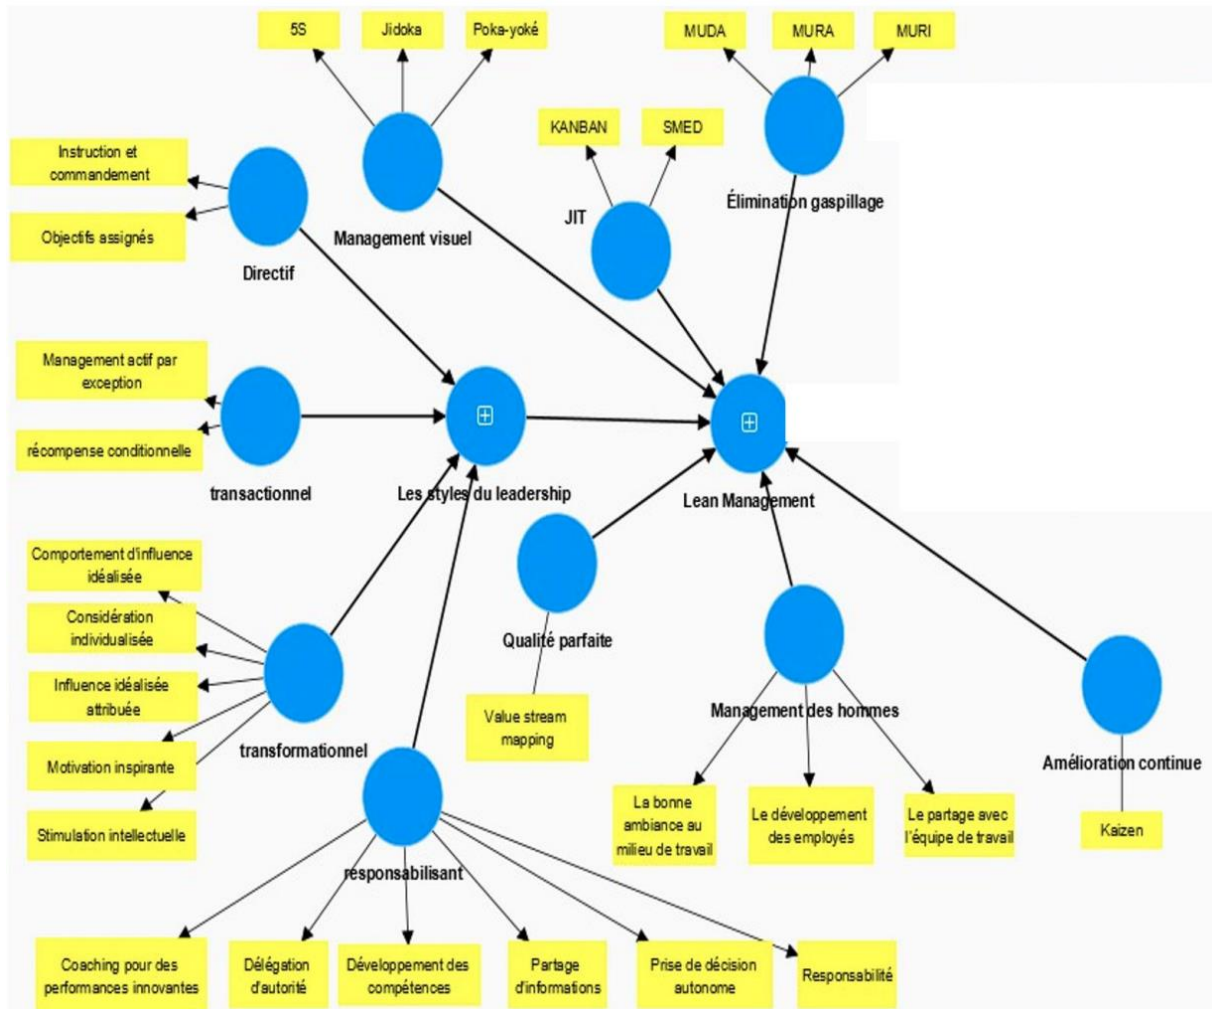 5S
Jidoka
Poka-yoké
MUDA
MURA
MURI
KANBAN
SMED
Instruction et
commandement
Objectifs assignés
Directif
Management visuel
JIT
Élimination gaspillage
Management actif par
exception
récompense conditionnelle
transactionnel
Les styles du leadership
Lean Management
Comportement d'influence
idéalisée
Considération
individualisée
Influence idéalisée
attribuée
Motivation inspirante
Stimulation intellectuelle
transformationnel
Qualité parfaite
Value stream
mapping
Management des hommes
Amélioration continue
La bonne
ambiance au
milieu de travail
Le développement
des employés
Le partage avec
l'équipe de travail
Kaizen
responsabilisant
Coaching pour des
performances innovantes
Délégation
d'autorité
Développement des
compétences
Partage
d'informations
Prise de décision
autonome
Responsabilité